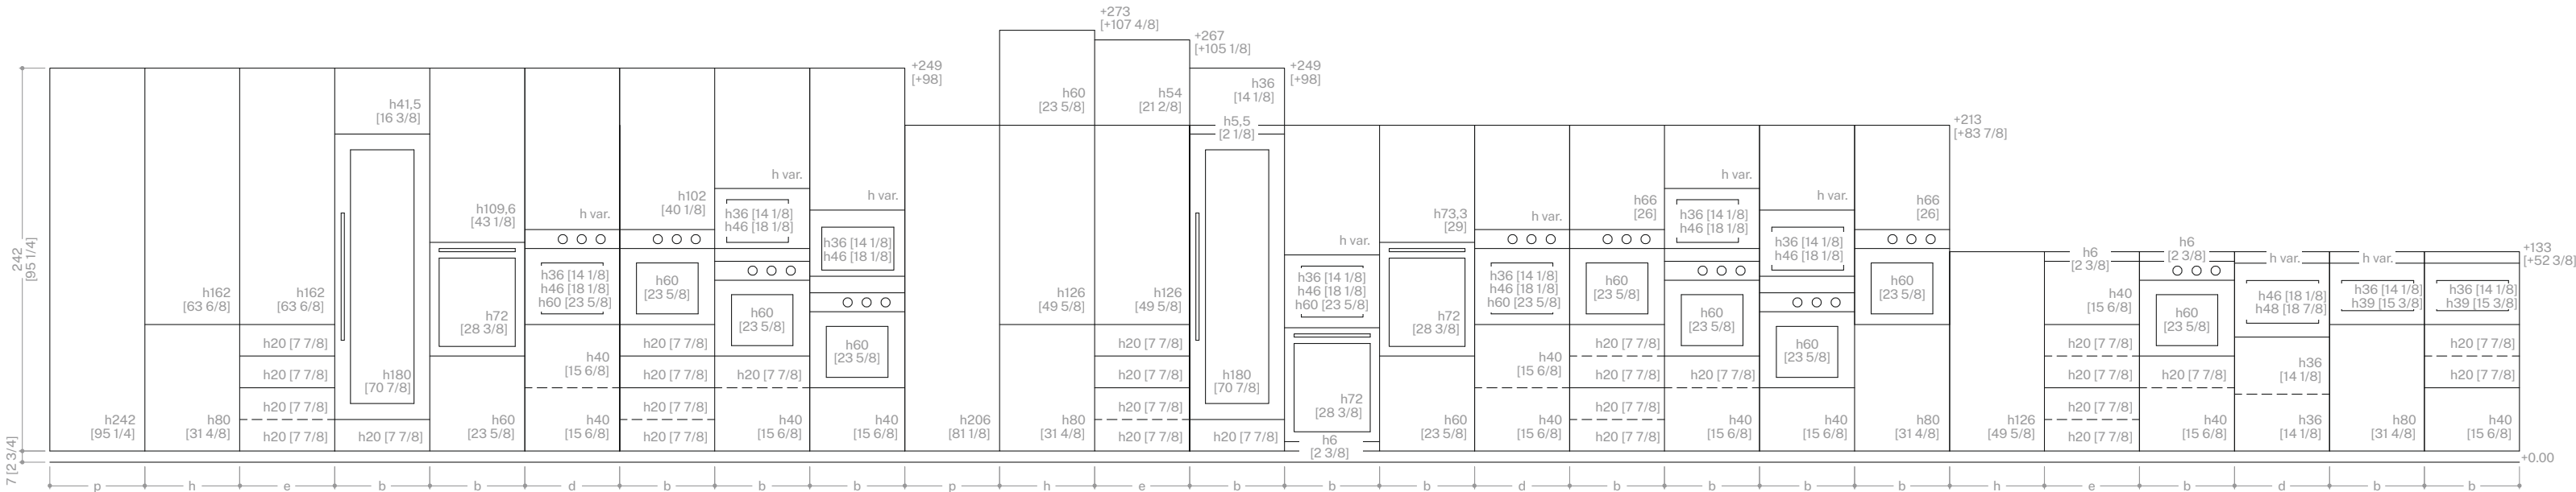 +273
[+107 4/8]
+267
[+105 1/8]
+249
[+98]
+249
[+98]
+213
[+83 7/8]
+133
[+52 3/8]
+0.00
242
[95 1/4]
7 [2 3/4]
h242
[95 1/4]
h162
[63 6/8]
h80
[31 4/8]
h162
[63 6/8]
h20 [7 7/8]
h20 [7 7/8]
h20 [7 7/8]
h20 [7 7/8]
h41,5
[16 3/8]
h180
[70 7/8]
h20 [7 7/8]
h109,6
[43 1/8]
h72
[28 3/8]
h60
[23 5/8]
h var.
h36 [14 1/8]
h46 [18 1/8]
h60 [23 5/8]
h40
[15 6/8]
h40
[15 6/8]
h102
[40 1/8]
h60
[23 5/8]
h20 [7 7/8]
h20 [7 7/8]
h20 [7 7/8]
h20 [7 7/8]
h var.
h36 [14 1/8]
h46 [18 1/8]
h60
[23 5/8]
h20 [7 7/8]
h40
[15 6/8]
h var.
h36 [14 1/8]
h46 [18 1/8]
h60
[23 5/8]
h40
[15 6/8]
h206
[81 1/8]
h60
[23 5/8]
h126
[49 5/8]
h80
[31 4/8]
h54
[21 2/8]
h126
[49 5/8]
h20 [7 7/8]
h20 [7 7/8]
h20 [7 7/8]
h20 [7 7/8]
h36
[14 1/8]
h5,5
[2 1/8]
h180
[70 7/8]
h20 [7 7/8]
h var.
h36 [14 1/8]
h46 [18 1/8]
h60 [23 5/8]
h72
[28 3/8]
h6
[2 3/8]
h73,3
[29]
h72
[28 3/8]
h60
[23 5/8]
h var.
h36 [14 1/8]
h46 [18 1/8]
h60 [23 5/8]
h40
[15 6/8]
h40
[15 6/8]
h66
[26]
h60
[23 5/8]
h20 [7 7/8]
h20 [7 7/8]
h20 [7 7/8]
h20 [7 7/8]
h var.
h36 [14 1/8]
h46 [18 1/8]
h60
[23 5/8]
h20 [7 7/8]
h40
[15 6/8]
h var.
h36 [14 1/8]
h46 [18 1/8]
h60
[23 5/8]
h40
[15 6/8]
h66
[26]
h60
[23 5/8]
h80
[31 4/8]
h126
[49 5/8]
h6
[2 3/8]
h40
[15 6/8]
h20 [7 7/8]
h20 [7 7/8]
h20 [7 7/8]
h20 [7 7/8]
h6
[2 3/8]
h60
[23 5/8]
h20 [7 7/8]
h40
[15 6/8]
h var.
h46 [18 1/8]
h48 [18 7/8]
h36
[14 1/8]
h36
[14 1/8]
h var.
h36 [14 1/8]
h39 [15 3/8]
h80
[31 4/8]
h36 [14 1/8]
h39 [15 3/8]
h20 [7 7/8]
h20 [7 7/8]
h40
[15 6/8]
p h e b b d b b b p h e b b b d b b b b h e b d b b